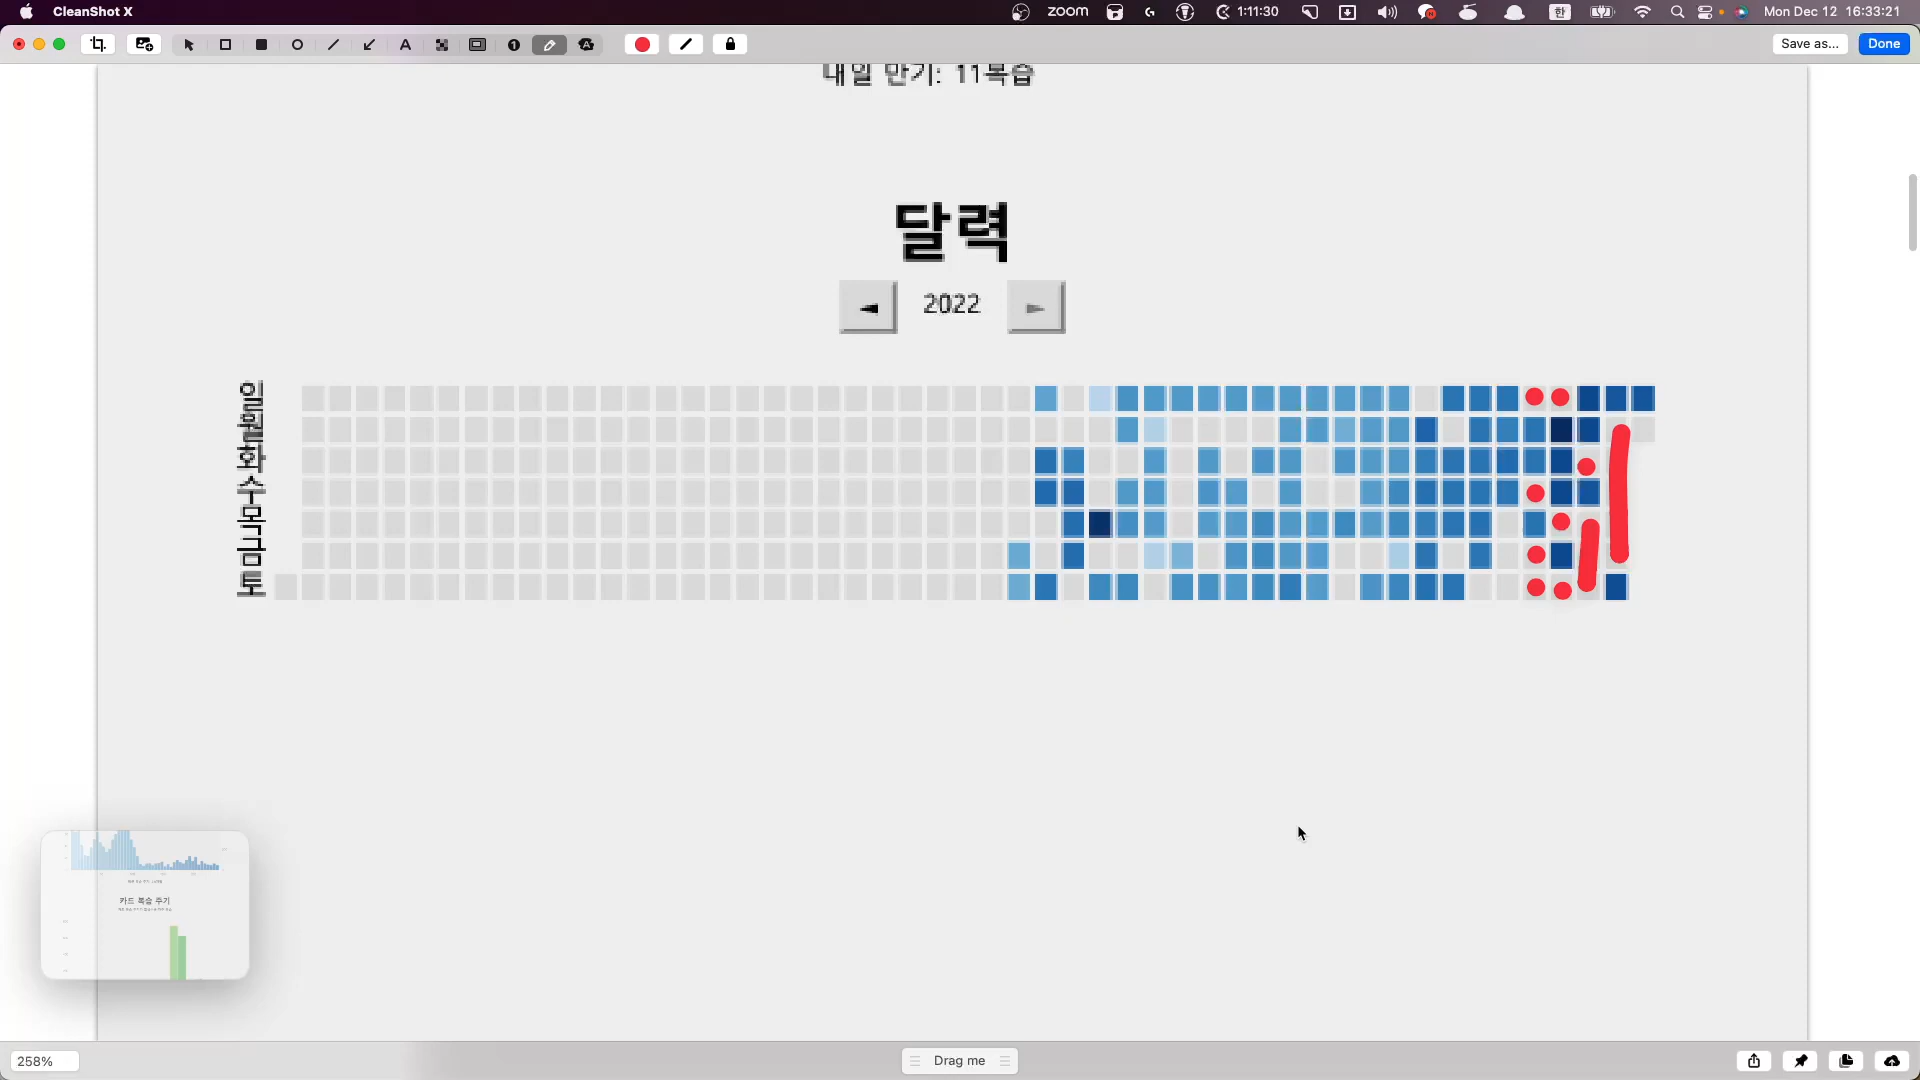 CleanShot X
zoom
1:11:30
한
Mon Dec 12 16:33:21
A
1
Save as...
Done
내일 만기: 11복습
달력
◄ 2022 ►
일
월
화
수
목
금
토
카드 복습 주기
258%
Drag me